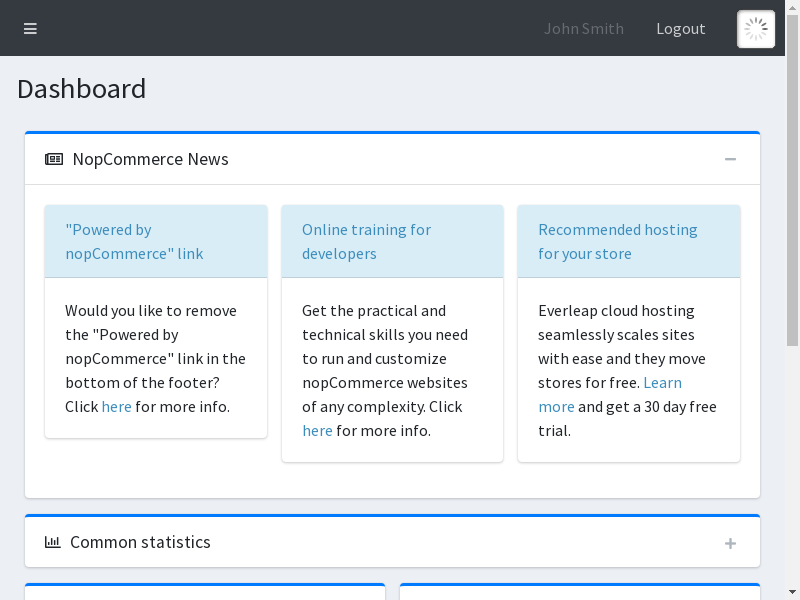 John Smith
Logout
Dashboard
NopCommerce News
"Powered by
nopCommerce" link
Would you like to remove
the "Powered by
nopCommerce" link in the
bottom of the footer?
Click here for more info.
Online training for
developers
Get the practical and
technical skills you need
to run and customize
nopCommerce websites
of any complexity. Click
here for more info.
Recommended hosting
for your store
Everleap cloud hosting
seamlessly scales sites
with ease and they move
stores for free. Learn
more and get a 30 day free
trial.
Common statistics